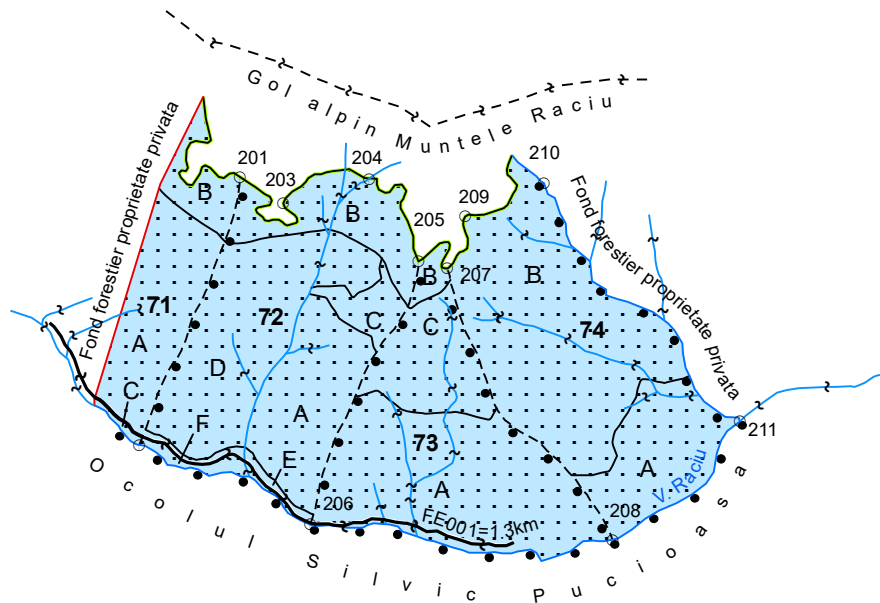 Gol alpin Muntele Raciu
Fond forestier proprietate privata
201
203
204
205
209
210
207
Fond forestier proprietate privata
B
B
B
B
71
72
C
C
74
A
D
A
C
F
E
73
A
A
206
FE001=1.3km
208
211
V. Raciu
Ocolul Silvic Pucioasa